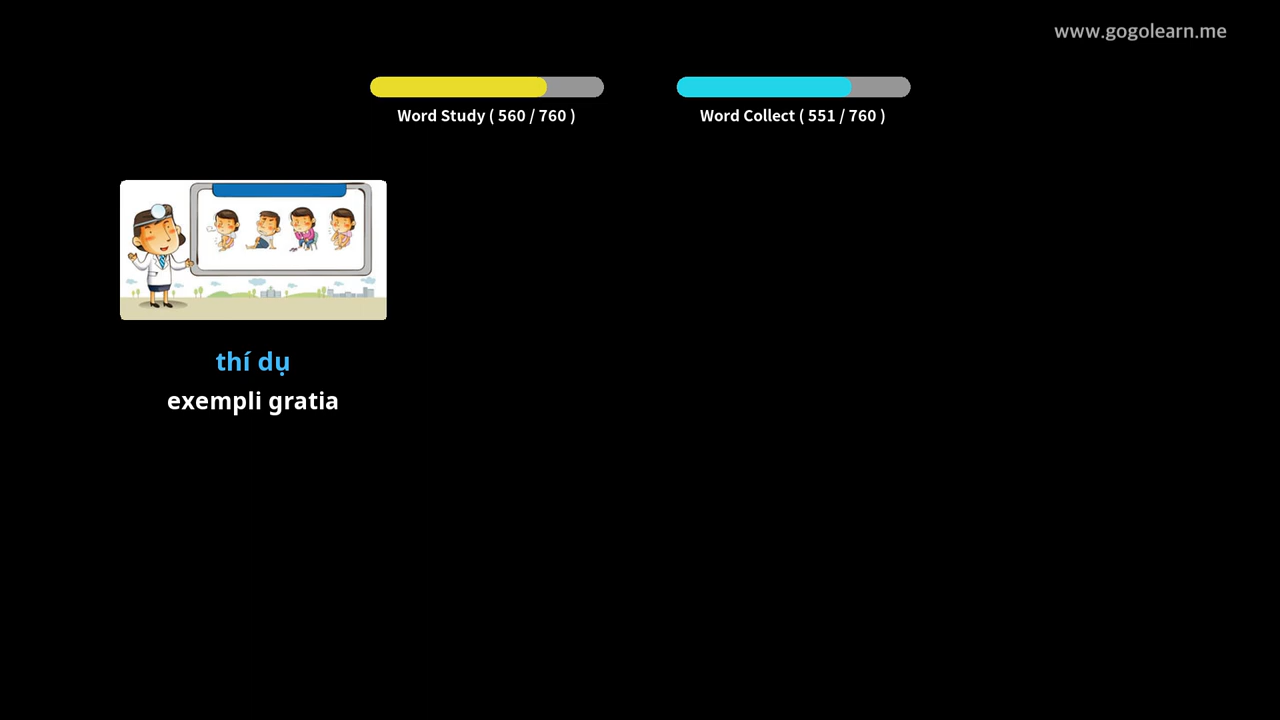 www.gogolearn.me
Word Study ( 560 / 760 )
Word Collect ( 551 / 760 )
thí dụ
exempli gratia